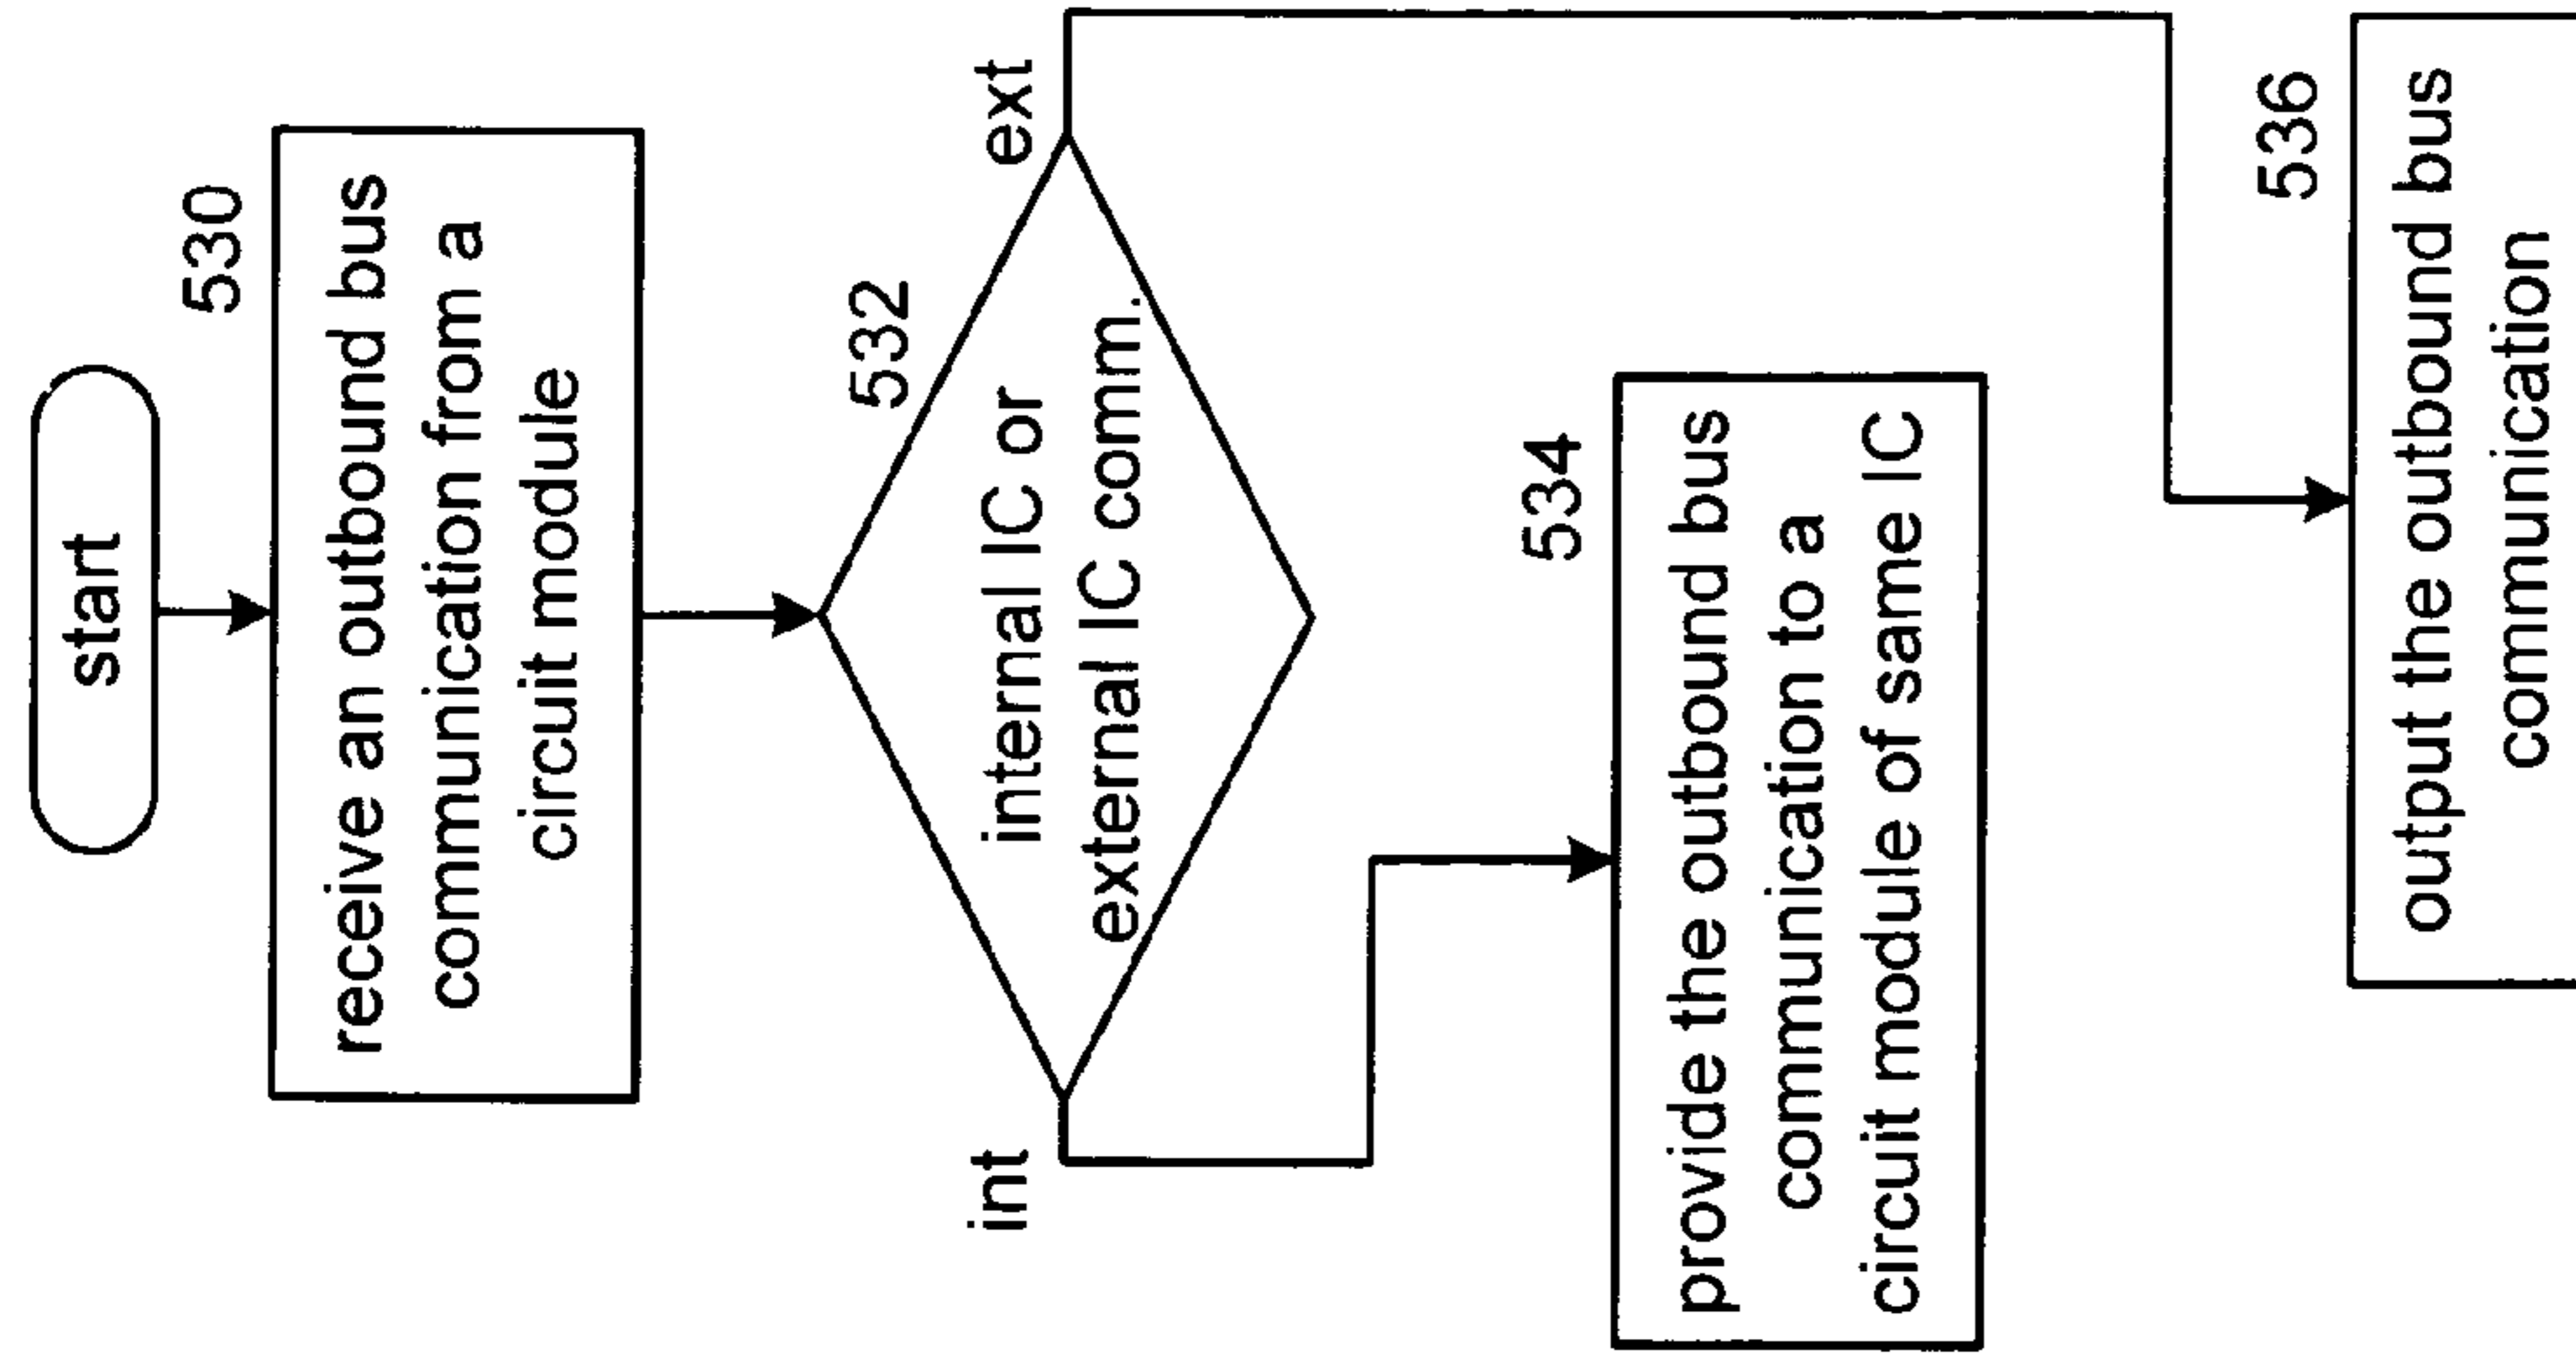 start
530
receive an outbound bus
communication from a
circuit module
532
internal IC or
external IC comm.
int
ext
534
provide the outbound bus
communication to a
circuit module of same IC
536
output the outbound bus
communication